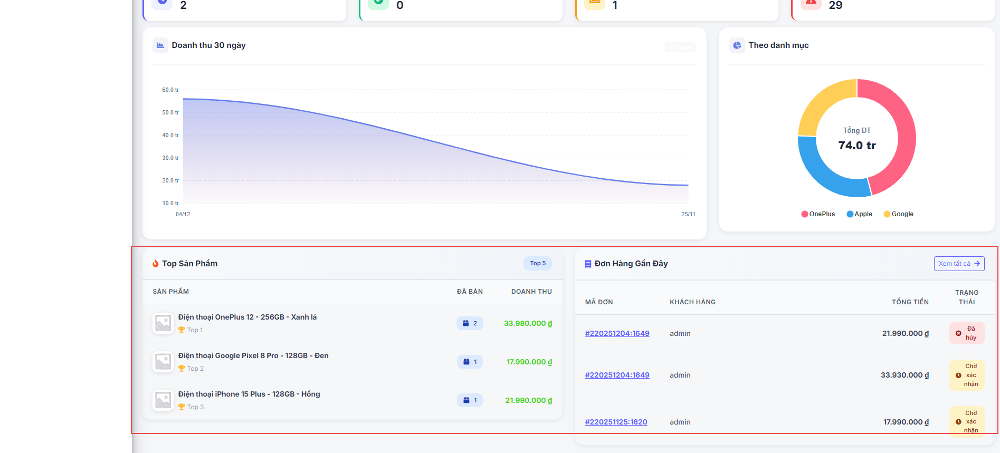 2
0
1
29
Doanh thu 30 ngày
30 ngày
60.0 tr
50.0 tr
40.0 tr
30.0 tr
20.0 tr
10.0 tr
04/12
25/11
Theo danh mục
Tổng DT
74.0 tr
OnePlus
Apple
Google
Top Sản Phẩm
Top 5
SẢN PHẨM
ĐÃ BÁN
DOANH THU
Điện thoại OnePlus 12 - 256GB - Xanh lá
Top 1
2
33.980.000 ₫
Điện thoại Google Pixel 8 Pro - 128GB - Đen
Top 2
1
17.990.000 ₫
Điện thoại iPhone 15 Plus - 128GB - Hồng
Top 3
1
21.990.000 ₫
Đơn Hàng Gần Đây
Xem tất cả
MÃ ĐƠN
KHÁCH HÀNG
TỔNG TIỀN
TRẠNG
THÁI
#220251204:1649
admin
21.990.000 ₫
Đã
hủy
#220251204:1649
admin
33.930.000 ₫
Chờ
xác
nhận
#220251125:1620
admin
17.990.000 ₫
Chờ
xác
nhận